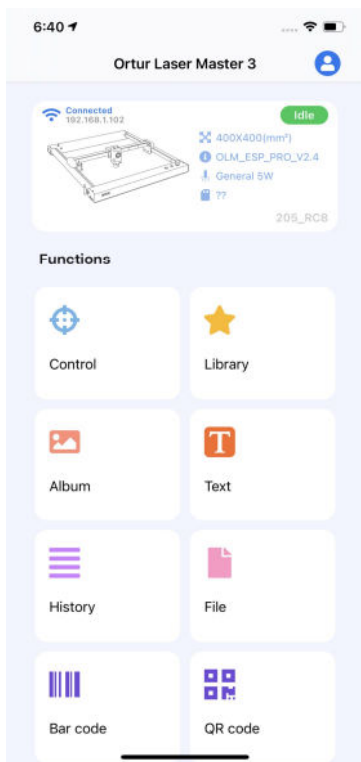 6:40
Ortur Laser Master 3
Connected
192.168.1.102
Idle
400X400(mm²)
OLM_ESP_PRO_V2.4
General 5W
??
205_RCB
Functions
Control
Library
Album
T
Text
History
File
Bar code
QR code